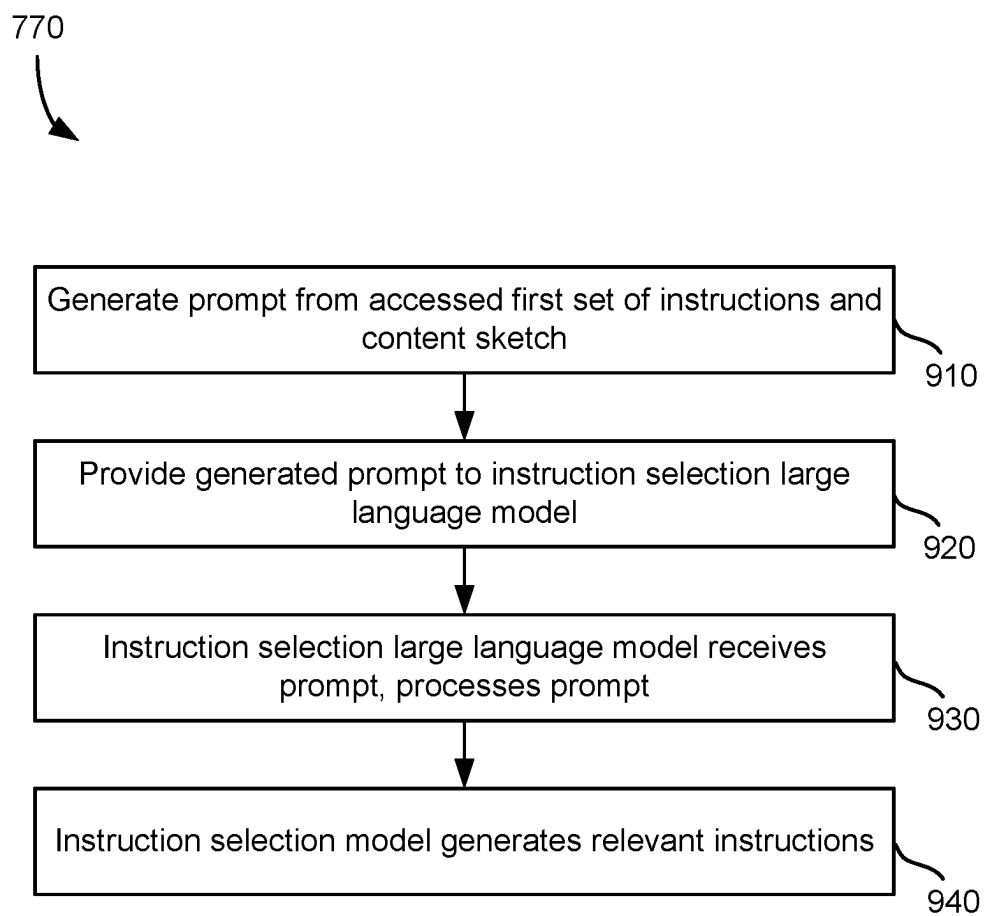 770
Generate prompt from accessed first set of instructions and
content sketch
910
Provide generated prompt to instruction selection large
language model
920
Instruction selection large language model receives
prompt, processes prompt
930
Instruction selection model generates relevant instructions
940